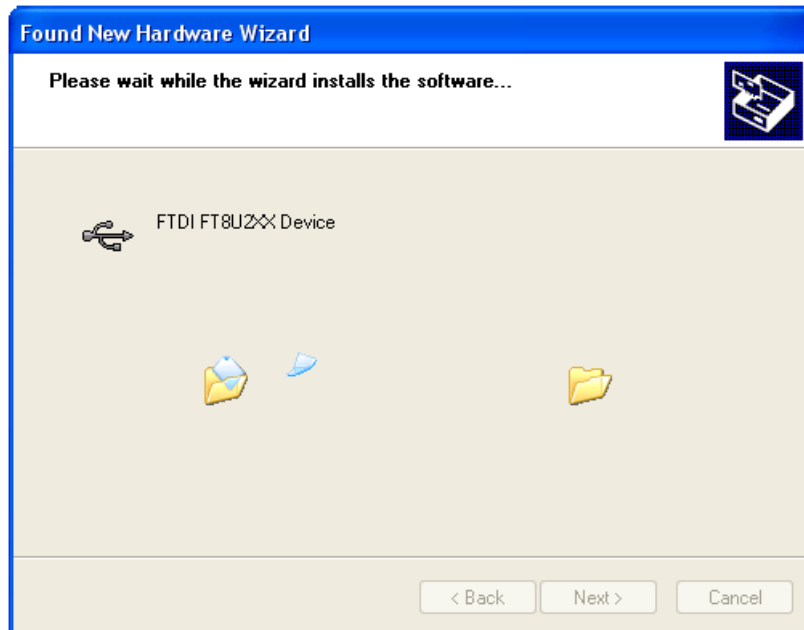 Found New Hardware Wizard
Please wait while the wizard installs the software...
FTDI FT8U2XX Device
< Back
Next >
Cancel